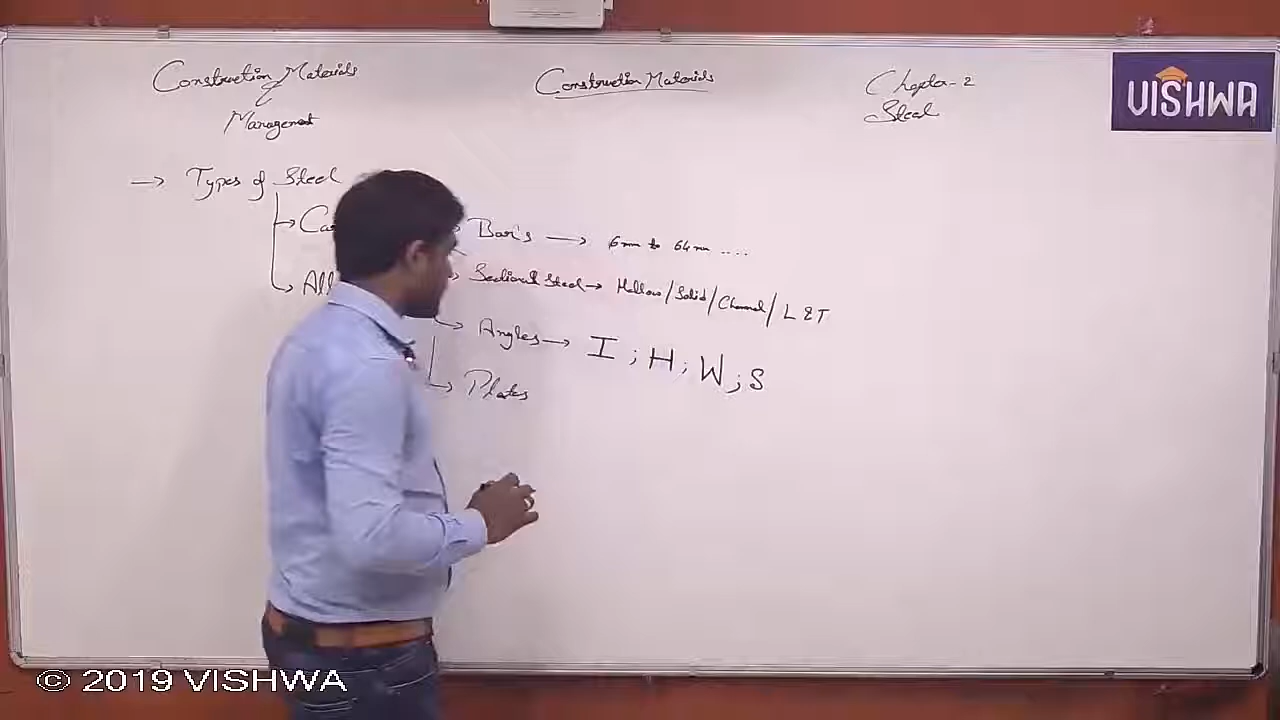 Construction Materials
&
Management
Construction Materials
Chapter-2
Steel
VISHWA
→ Types of Steel
Bar's → 6mm to 64mm ....
Sectional Steel → Hollow/Solid/Channel/L & T
Angles → I ; H ; W ; S
Plates
© 2019 VISHWA